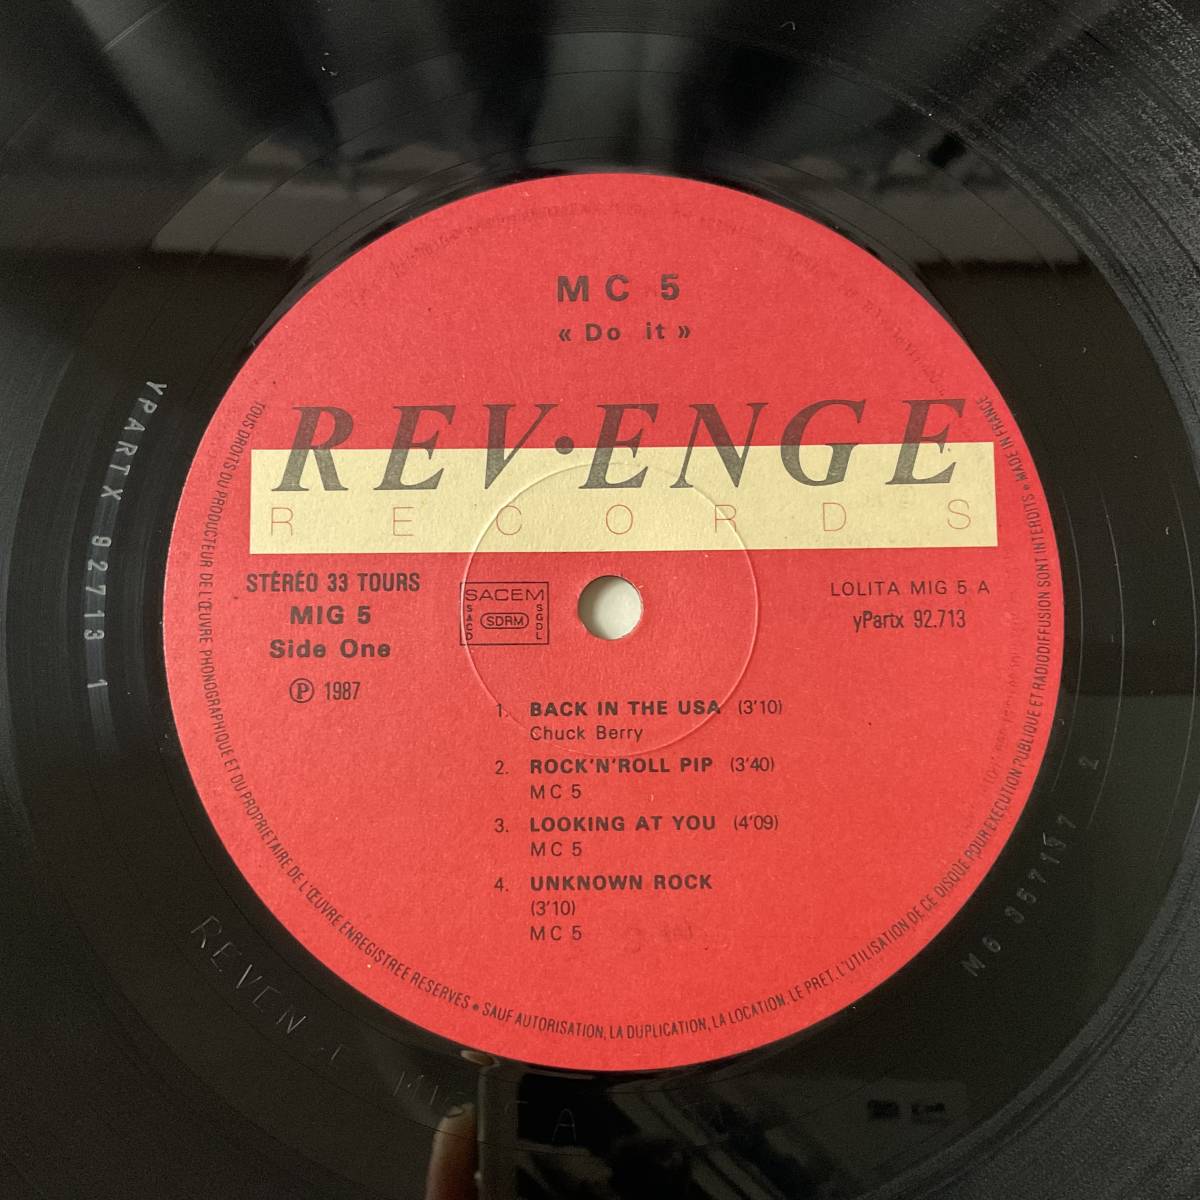 MC 5
« Do it »
REV·ENGE
RECORDS
STÉRÉO 33 TOURS
MIG 5
Side One
℗ 1987
SACEM
SACD
SDRM
SGDL
LOLITA MIG 5 A
yPartx 92.713
1. BACK IN THE USA (3'10)
Chuck Berry
2. ROCK'N'ROLL PIP (3'40)
MC 5
3. LOOKING AT YOU (4'09)
MC 5
4. UNKNOWN ROCK
(3'10)
MC 5
TOUS DROITS DU PRODUCTEUR DE L'ŒUVRE PHONOGRAPHIQUE ET DU PROPRIETAIRE DE L'ŒUVRE ENREGISTREE RESERVES • SAUF AUTORISATION, LA DUPLICATION, LA LOCATION, LE PRET, L'UTILISATION DE CE DISQUE POUR EXECUTION PUBLIQUE ET RADIODIFFUSION SONT INTERDITS • MADE IN FRANCE
YPARTX 92713 1